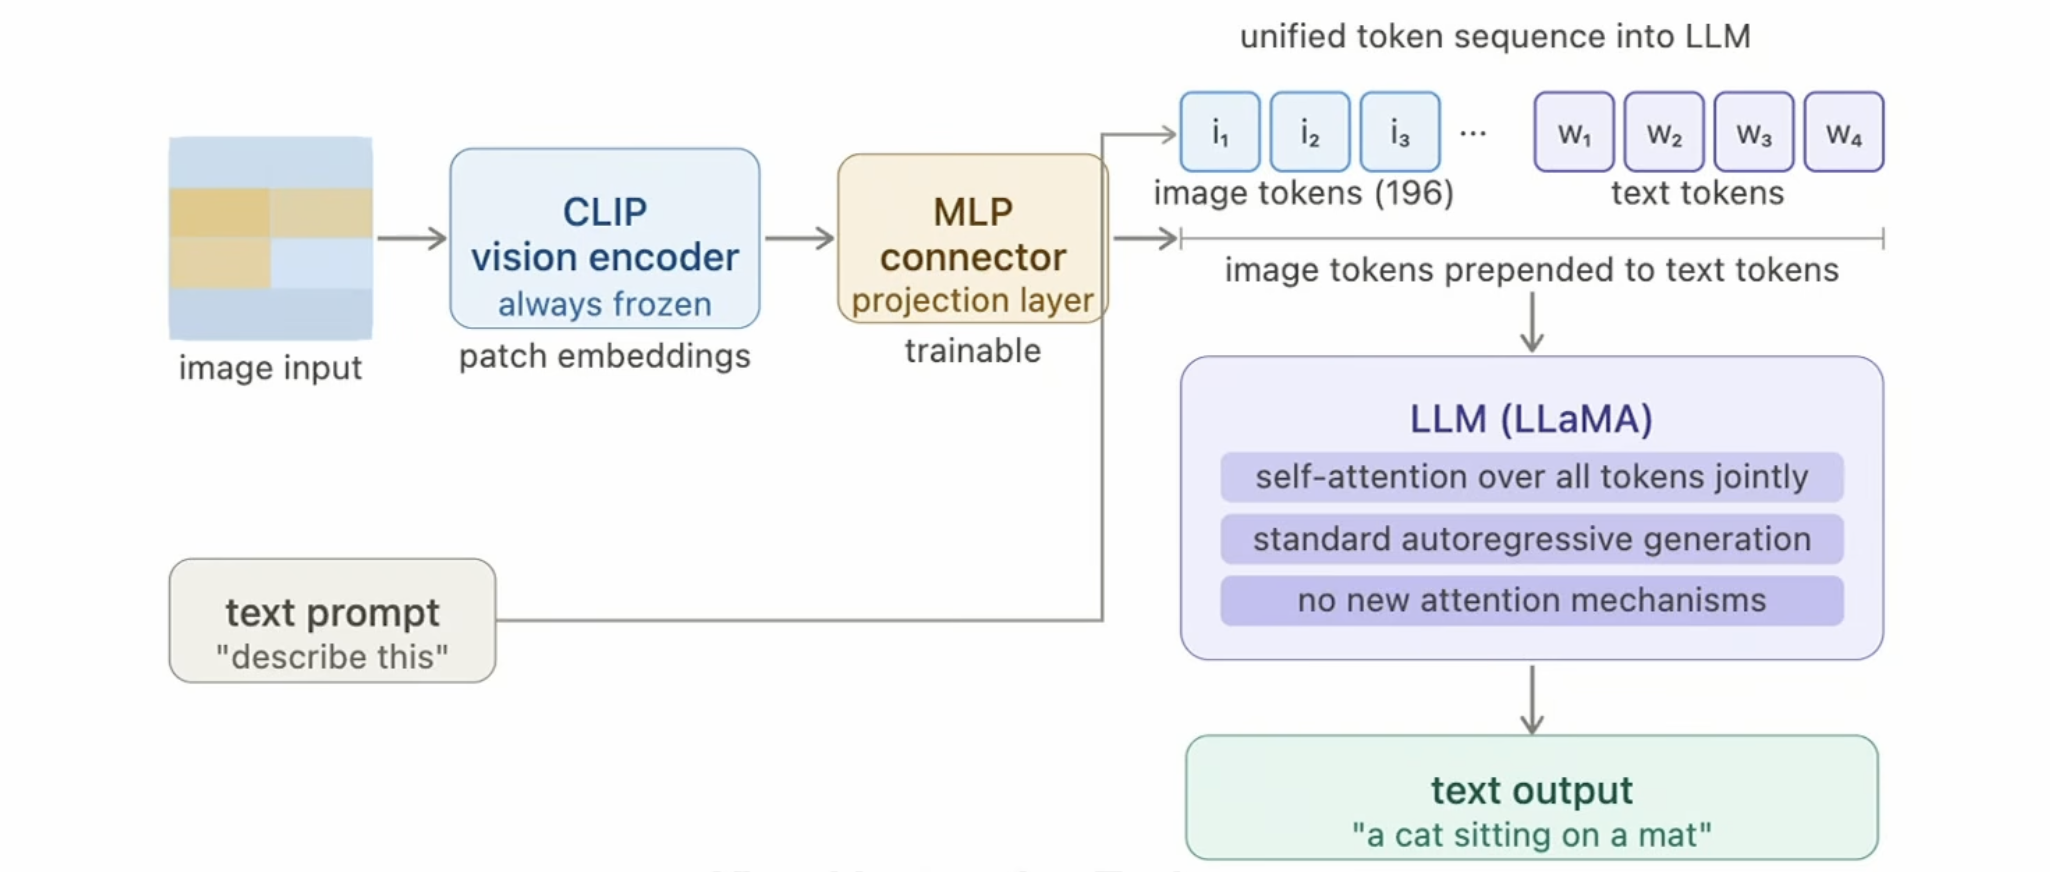 unified token sequence into LLM
i₁ i₂ i₃ ... w₁ w₂ w₃ w₄
image tokens (196) text tokens
image tokens prepended to text tokens
image input
CLIP
vision encoder
always frozen
patch embeddings
MLP
connector
projection layer
trainable
LLM (LLaMA)
self-attention over all tokens jointly
standard autoregressive generation
no new attention mechanisms
text prompt
"describe this"
text output
"a cat sitting on a mat"